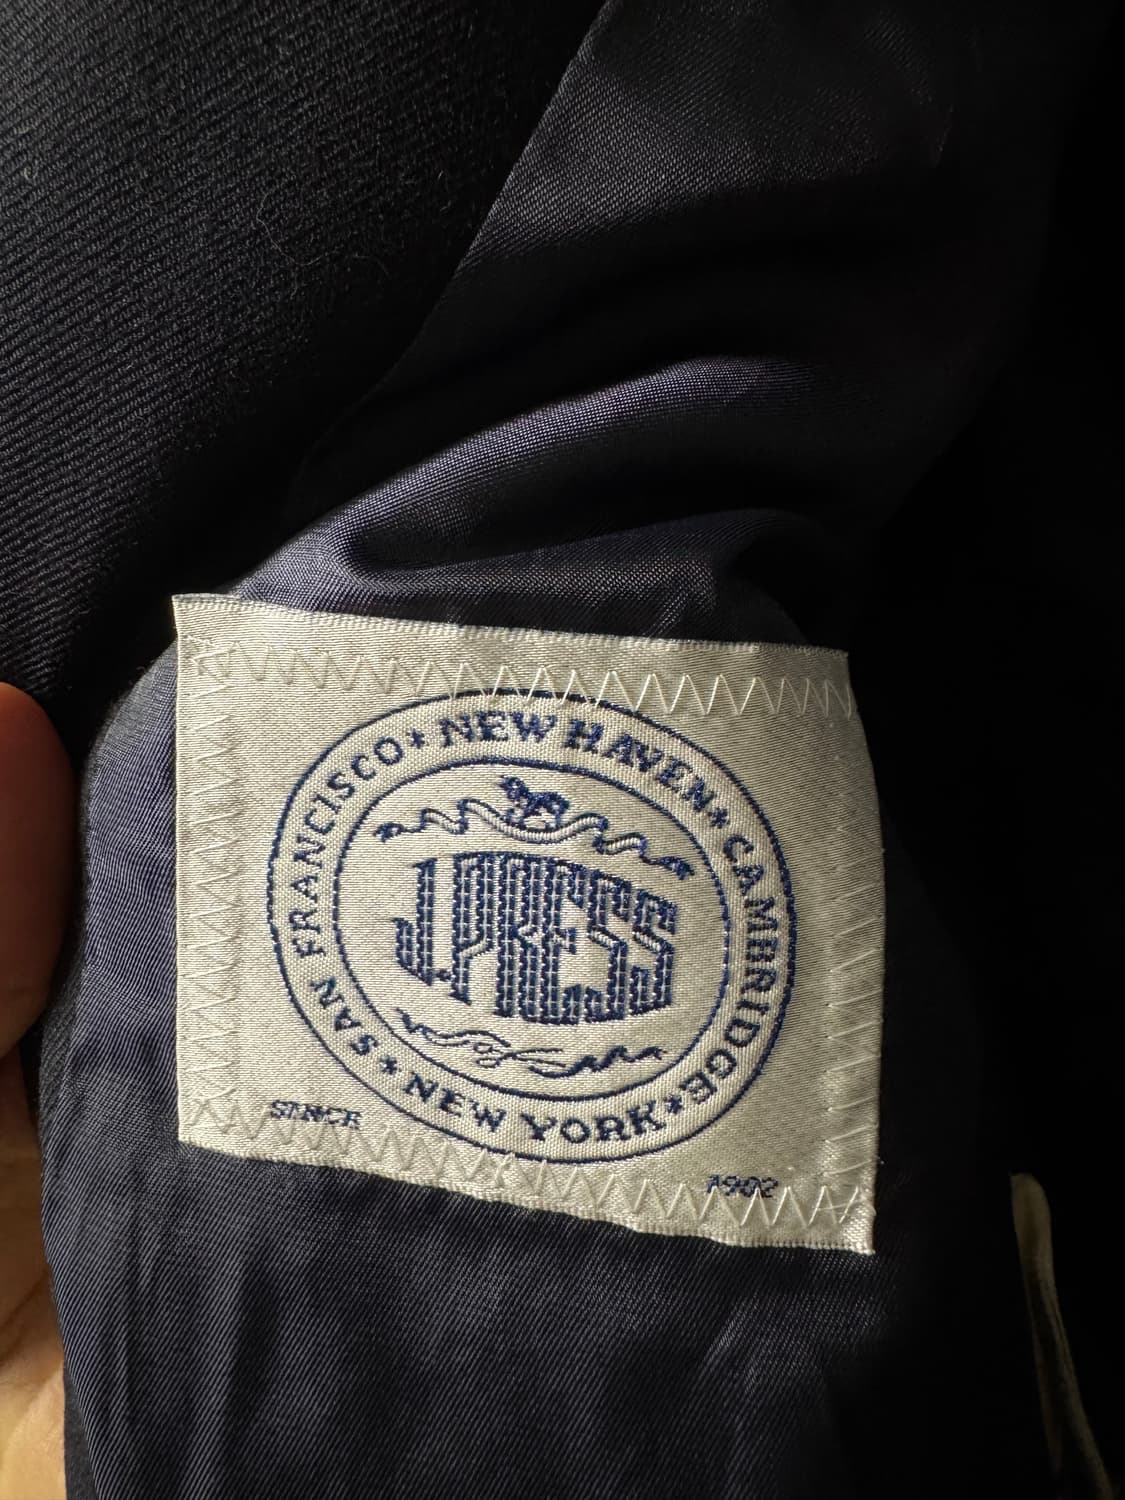 SAN FRANCISCO * NEW HAVEN * CAMBRIDGE * NEW YORK *
J.PRESS
SINCE 1902